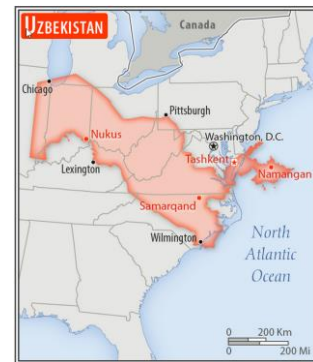 UZBEKISTAN
Canada
Chicago
Pittsburgh
Nukus
Washington, D.C.
Tashkent
Lexington
Namangan
Samarqand
Wilmington
North
Atlantic
Ocean
0 200 Km
0 200 Mi